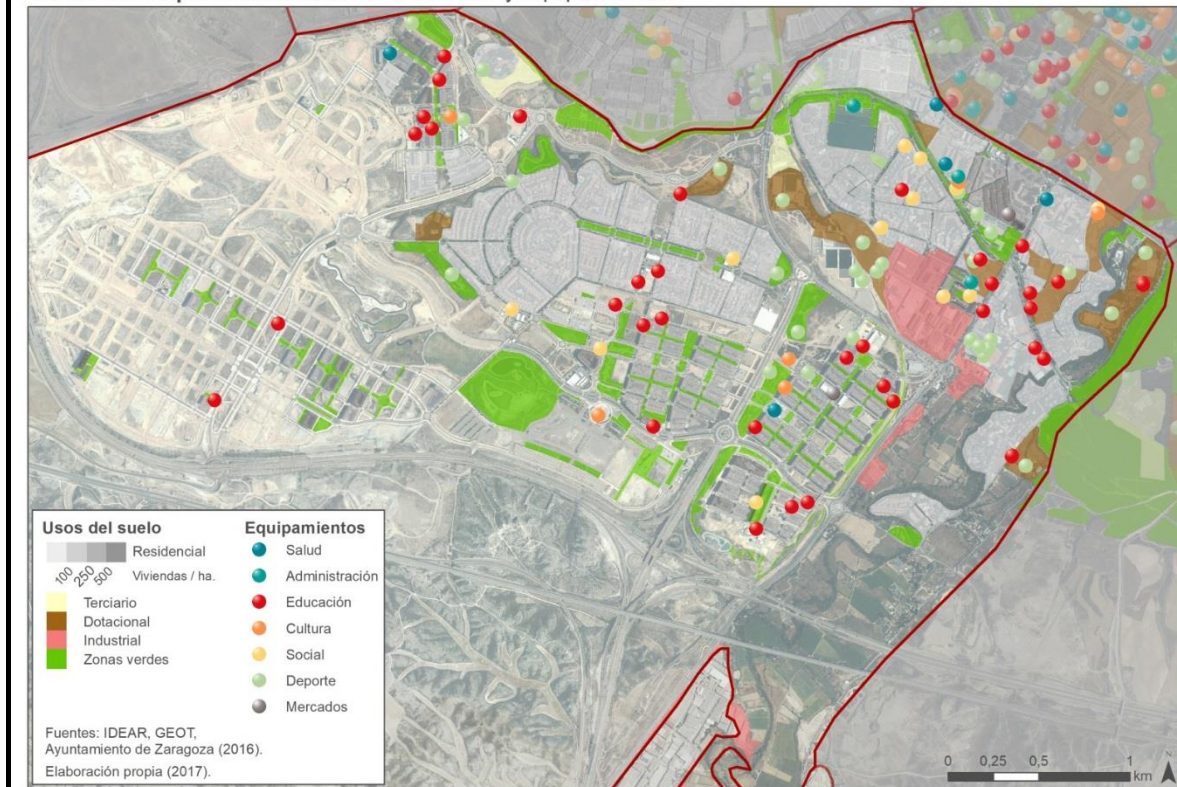 Usos del suelo
Residencial
100 250 500 Viviendas / ha.
Terciario
Dotacional
Industrial
Zonas verdes
Equipamientos
Salud
Administración
Educación
Cultura
Social
Deporte
Mercados
Fuentes: IDEAR, GEOT,
Ayuntamiento de Zaragoza (2016).
Elaboración propia (2017).
0 0,25 0,5 1
km
N